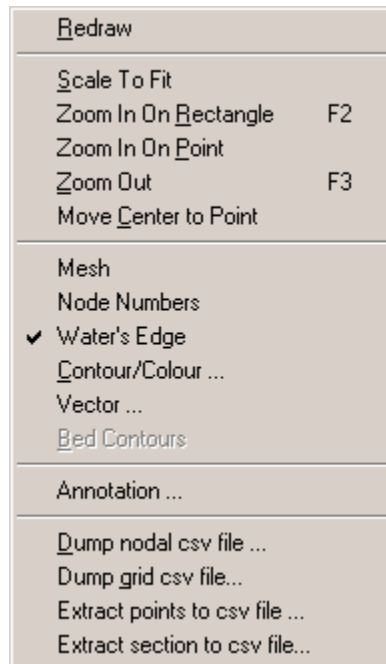 Redraw
Scale To Fit
Zoom In On Rectangle F2
Zoom In On Point
Zoom Out F3
Move Center to Point
Mesh
Node Numbers
Water's Edge
Contour/Colour ...
Vector ...
Bed Contours
Annotation ...
Dump nodal csv file ...
Dump grid csv file...
Extract points to csv file ...
Extract section to csv file...